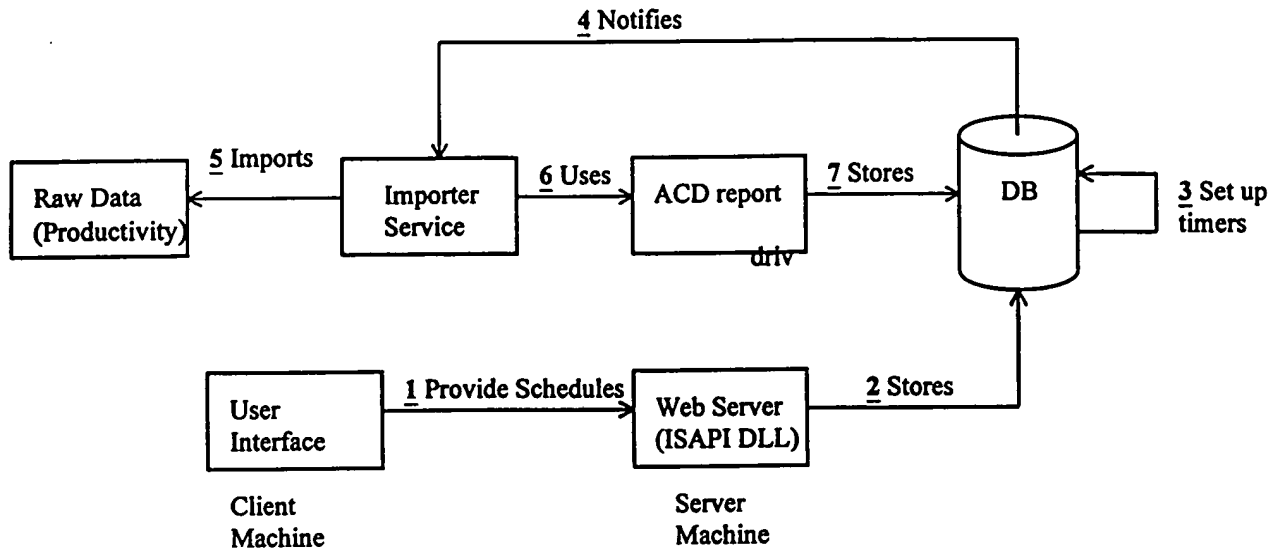 4 Notifies
5 Imports
Raw Data
(Productivity)
Importer
Service
6 Uses
ACD report
driv
7 Stores
DB
3 Set up
timers
User
Interface
1 Provide Schedules
Web Server
(ISAPI DLL)
2 Stores
Client
Machine
Server
Machine